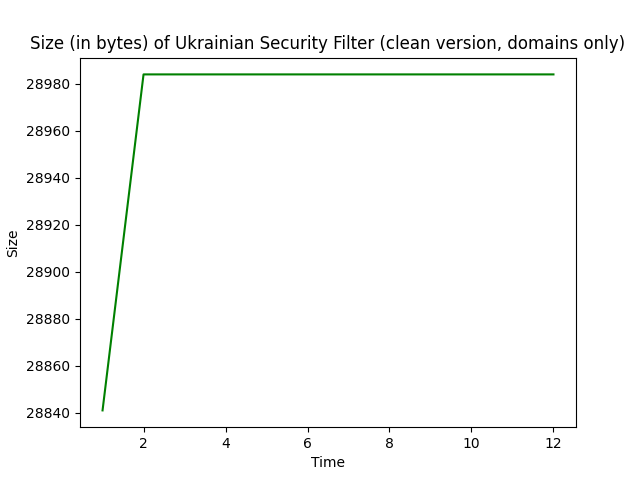 Size (in bytes) of Ukrainian Security Filter (clean version, domains only)
28980
28960
28940
28920
28900
28880
28860
28840
Size
2 4 6 8 10 12
Time